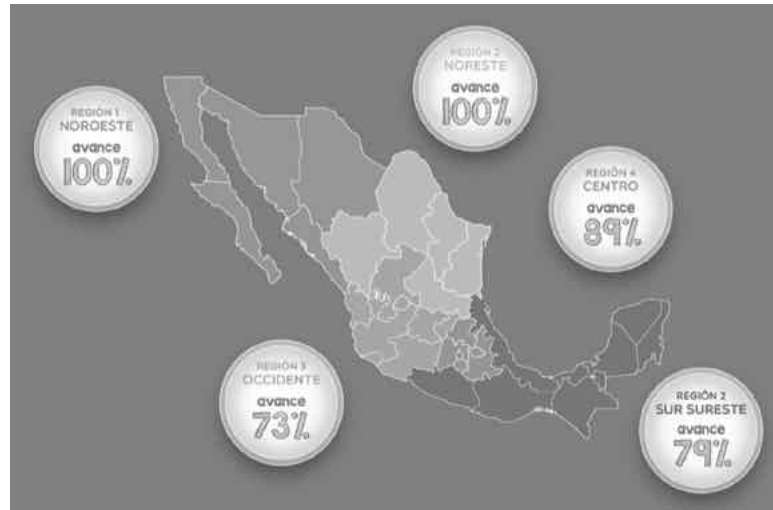 REGIÓN 1
NOROESTE
avance
100%
REGIÓN 2
NORESTE
avance
100%
REGIÓN 4
CENTRO
avance
89%
REGIÓN 3
OCCIDENTE
avance
73%
REGIÓN 2
SUR SURESTE
avance
79%